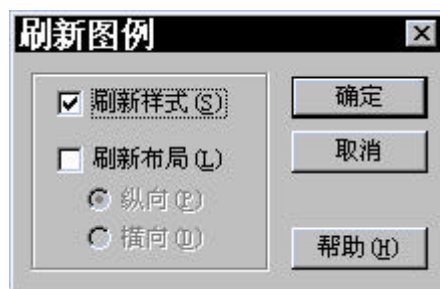 刷新图例
刷新样式(S)
确定
刷新布局(L)
取消
纵向(P)
横向(U)
帮助(H)